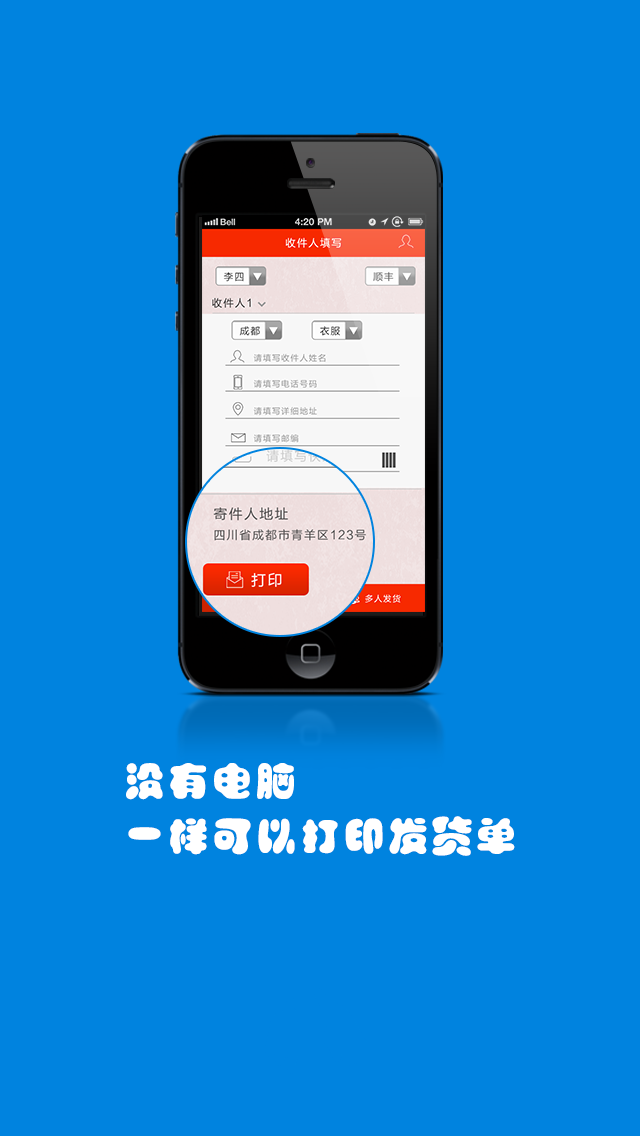 Bell 4:20 PM
收件人填写
李四 顺丰
收件人1
成都 衣服
请填写收件人姓名
请填写电话号码
请填写详细地址
请填写邮编
请填写
寄件人地址
四川省成都市青羊区123号
打印
多人发货
没有电脑
一样可以打印发货单